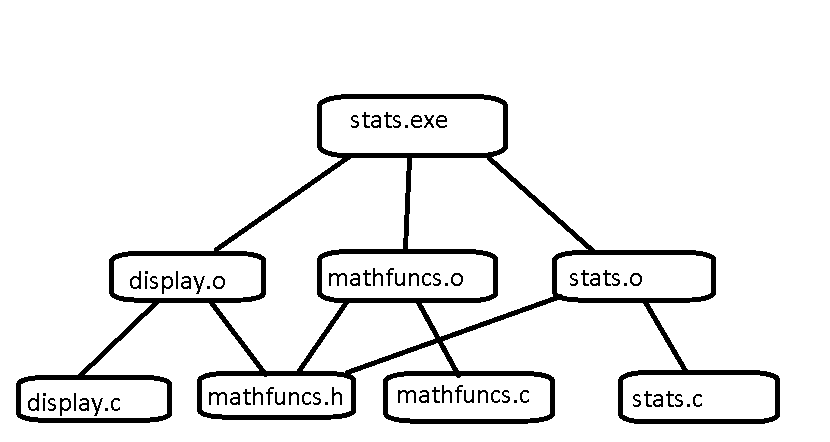 stats.exe
display.o
mathfuncs.o
stats.o
display.c
mathfuncs.h
mathfuncs.c
stats.c